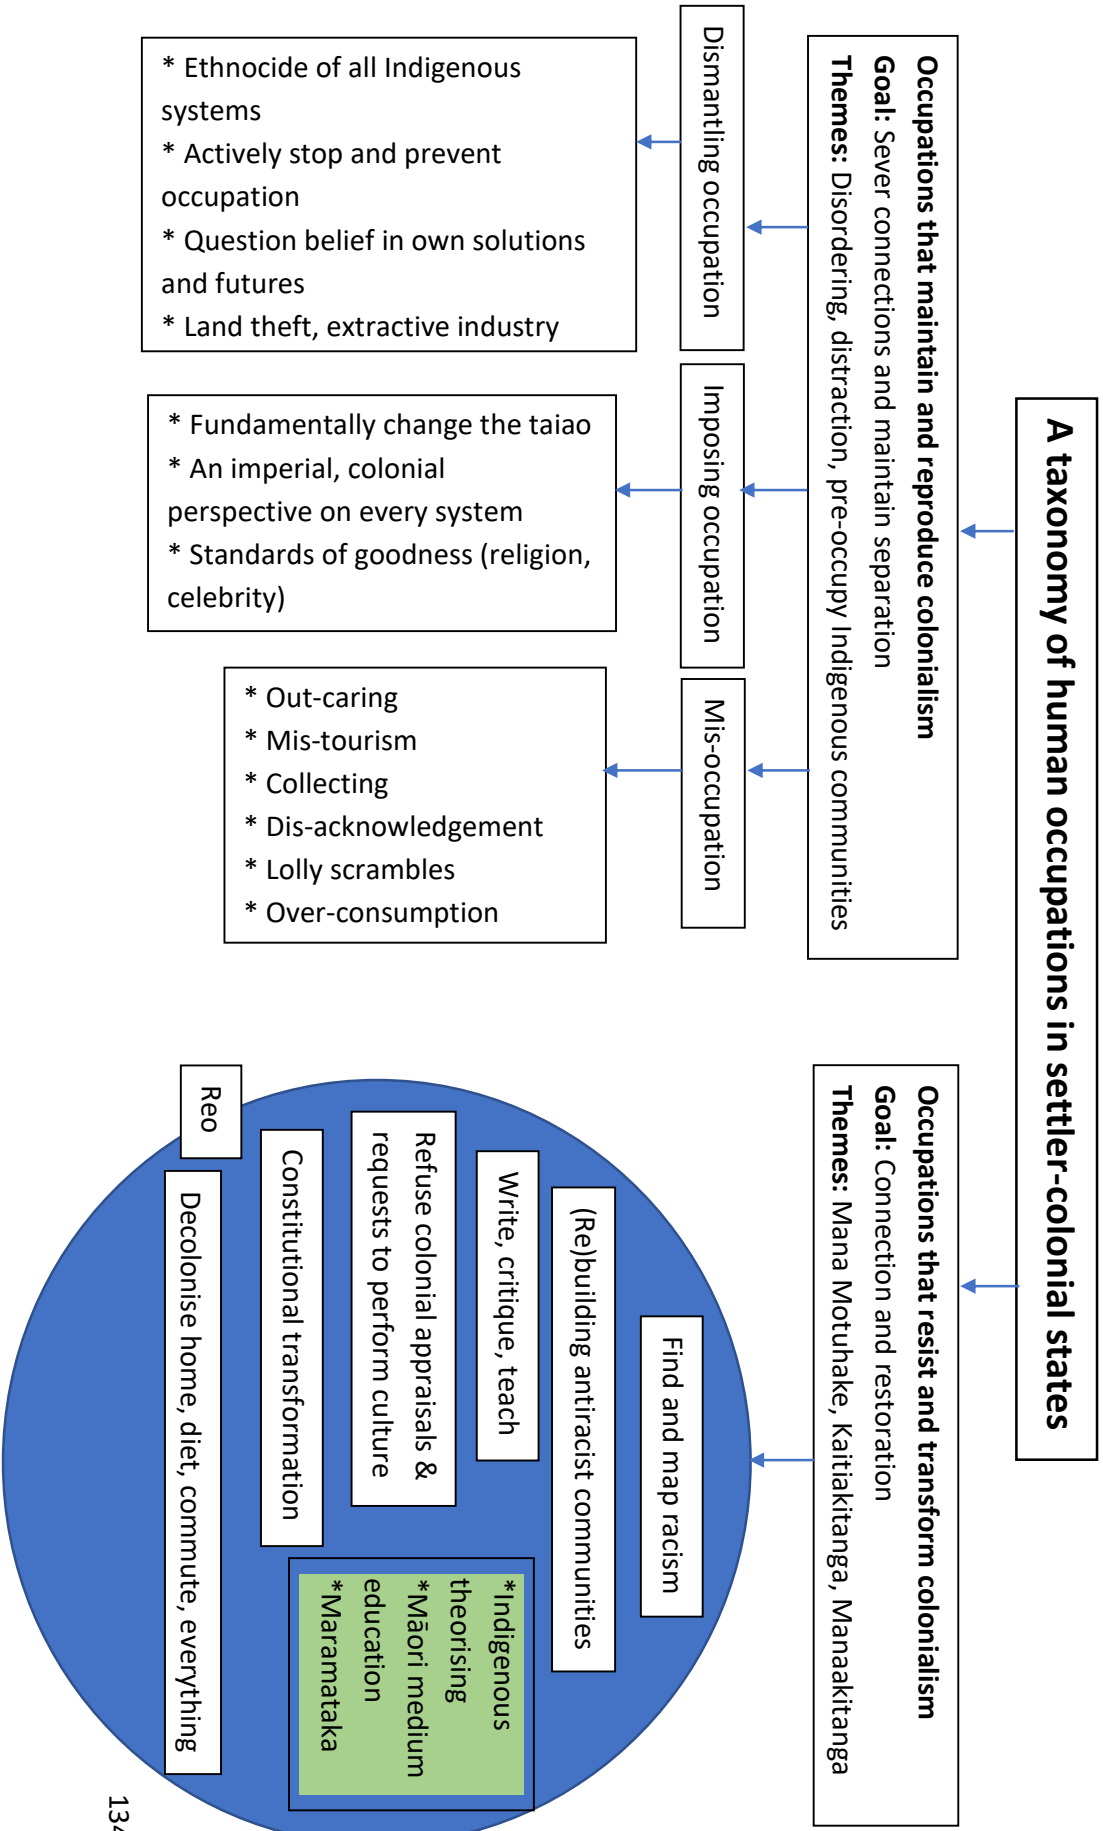 A taxonomy of human occupations in settler-colonial states
Occupations that maintain and reproduce colonialism
Goal: Sever connections and maintain separation
Themes: Disordering, distraction, pre-occupy Indigenous communities
Dismantling occupation
* Ethnocide of all Indigenous
systems
* Actively stop and prevent
occupation
* Question belief in own solutions
and futures
* Land theft, extractive industry
Imposing occupation
* Fundamentally change the taiao
* An imperial, colonial
perspective on every system
* Standards of goodness (religion,
celebrity)
Mis-occupation
* Out-caring
* Mis-tourism
* Collecting
* Dis-acknowledgement
* Lolly scrambles
* Over-consumption
Occupations that resist and transform colonialism
Goal: Connection and restoration
Themes: Mana Motuhake, Kaitiakitanga, Manaakitanga
Find and map racism
(Re)building antiracist communities
Write, critique, teach
Refuse colonial appraisals &
requests to perform culture
Constitutional transformation
*Indigenous
theorising
*Māori medium
education
*Maramataka
Reo
Decolonise home, diet, commute, everything
134